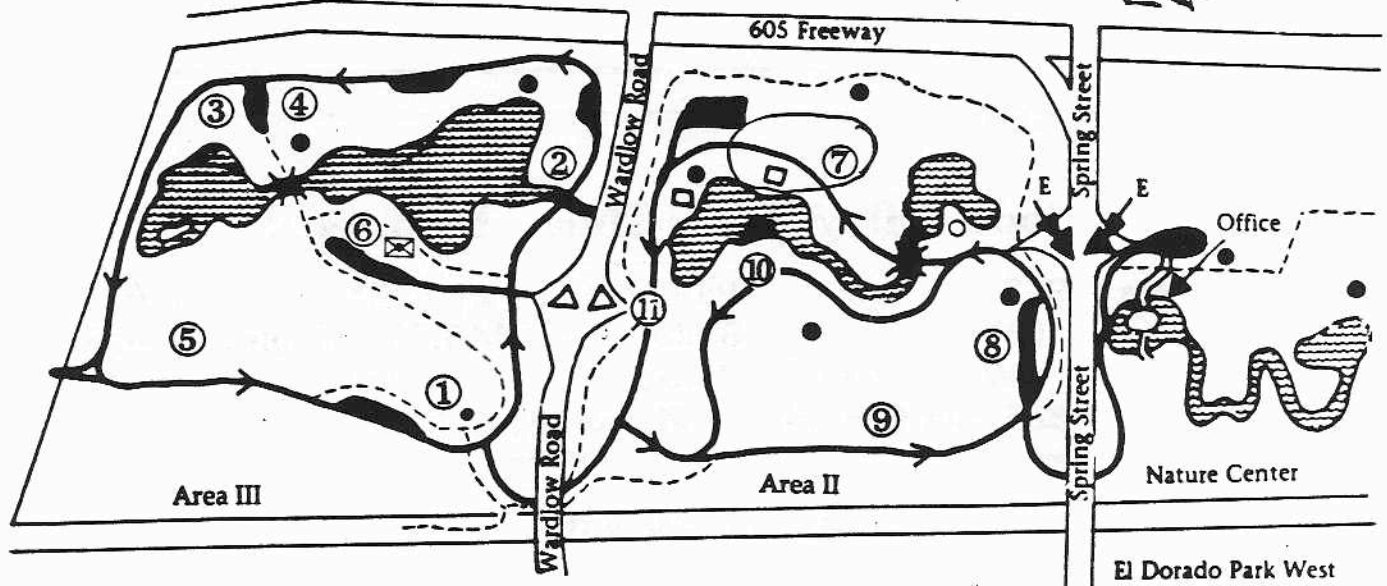 605 Freeway
Wardlow Road
Spring Street
③
④
②
⑦
E
E
Office
⑥
⑩
⑪
⑤
⑧
①
⑨
Spring Street
Wardlow Road
Area III
Area II
Nature Center
El Dorado Park West